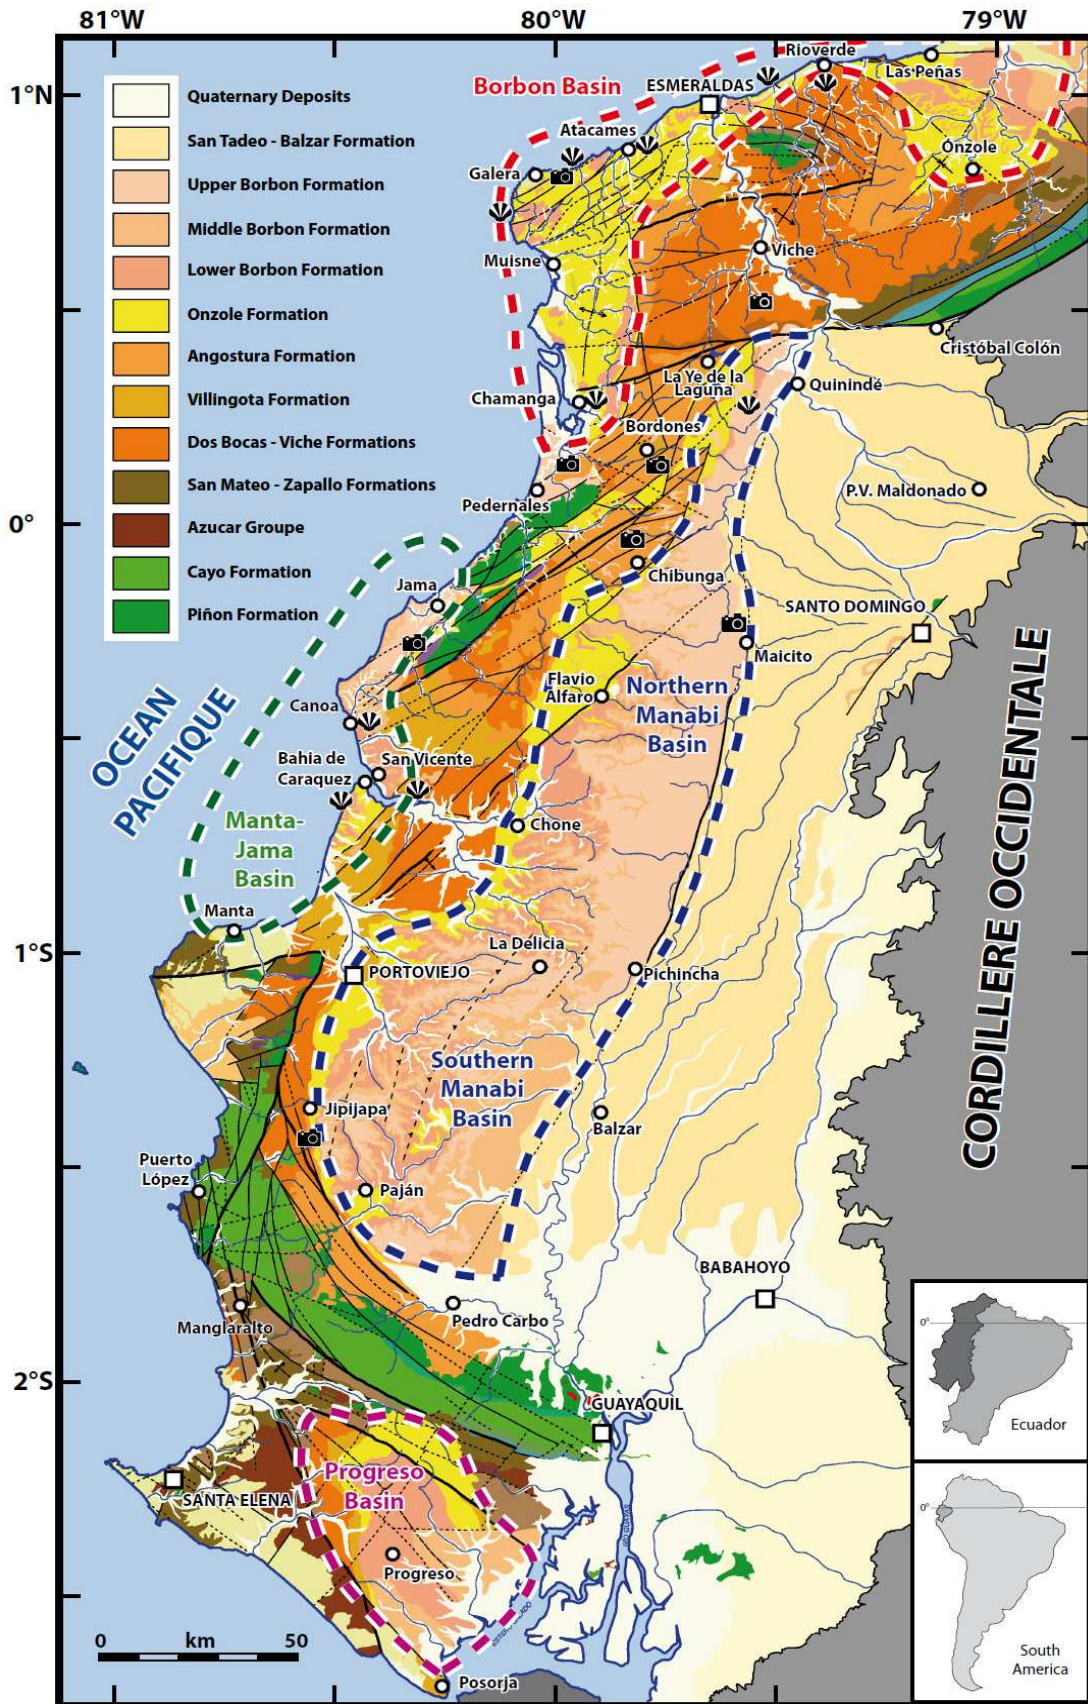 81°W
80°W
79°W
1°N
0°
1°S
2°S
Quaternary Deposits
San Tadeo - Balzar Formation
Upper Borbon Formation
Middle Borbon Formation
Lower Borbon Formation
Onzole Formation
Angostura Formation
Villingota Formation
Dos Bocas - Viche Formations
San Mateo - Zapallo Formations
Azucar Groupe
Cayo Formation
Piñon Formation
Borbon Basin
Rioverde
Las Peñas
ESMERALDAS
Atacames
Ónzole
Galera
Muisne
Viche
Cristóbal Colón
La Ye de la
Laguna
Quinindé
Chamanga
Bordones
P.V. Maldonado
Pedernales
Chibunga
Jama
SANTO DOMINGO
Maicito
Flavio
Alfaro
Northern
Manabi
Basin
Canoa
OCEAN
PACIFIQUE
Bahia de
Caraquez
San Vicente
Chone
Manta-
Jama
Basin
Manta
CORDILLERE OCCIDENTALE
La Delicia
PORTOVIEJO
Pichincha
Southern
Manabi
Basin
Jipijapa
Balzar
Puerto
López
Paján
BABAHOYO
Manglaralto
Pedro Carbo
GUAYAQUIL
Progreso
Basin
SANTA ELENA
RIO GUAYAS
Progreso
Posorja
0 km 50
0°
Ecuador
0°
South
America